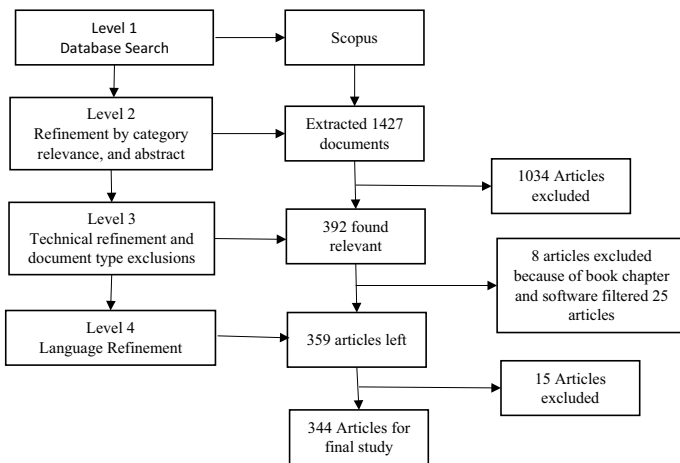 Level 1
Database Search
Scopus
Level 2
Refinement by category
relevance, and abstract
Extracted 1427
documents
1034 Articles
excluded
Level 3
Technical refinement and
document type exclusions
392 found
relevant
8 articles excluded
because of book chapter
and software filtered 25
articles
Level 4
Language Refinement
359 articles left
15 Articles
excluded
344 Articles for
final study